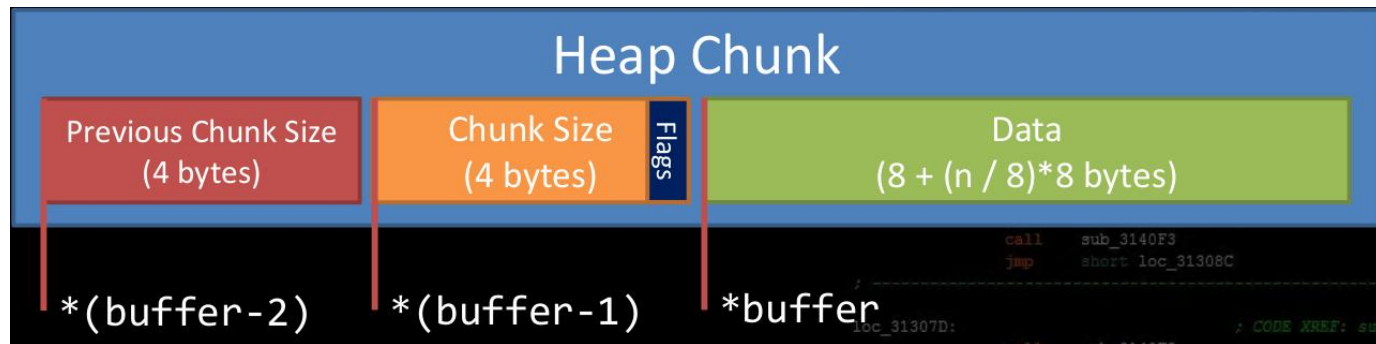 Heap Chunk
Previous Chunk Size
(4 bytes)
Chunk Size
(4 bytes)
Flags
Data
(8 + (n / 8)*8 bytes)
call sub_3140F3
jmp short loc_31308C
*(buffer-2)
*(buffer-1)
*buffer
loc_31307D:
; CODE XREF: